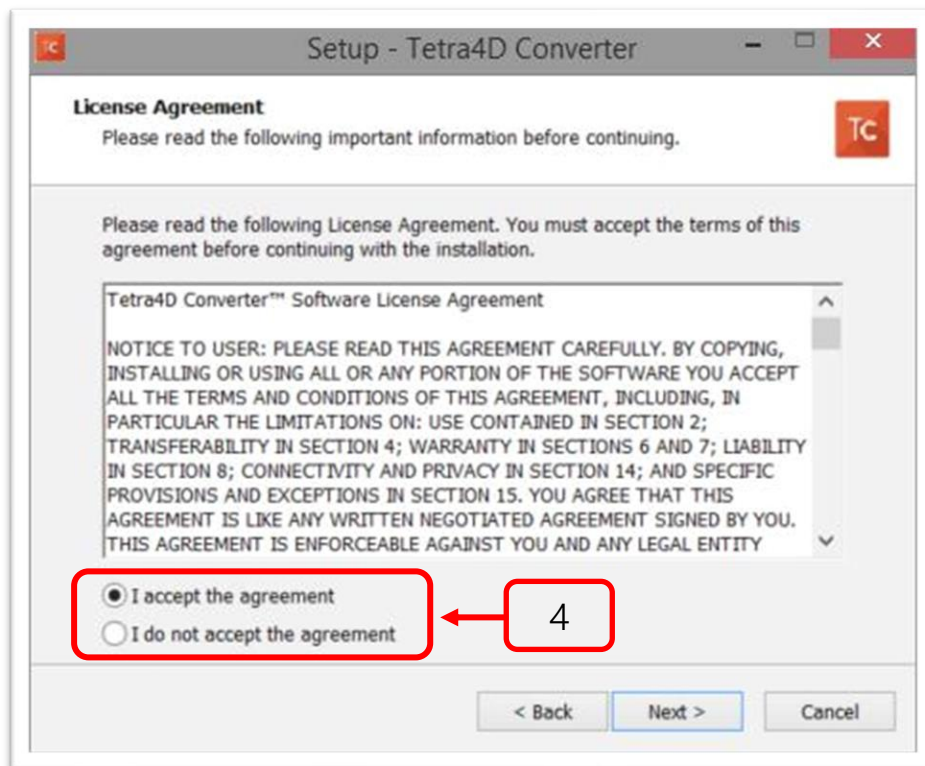 TC
Setup - Tetra4D Converter
License Agreement
Please read the following important information before continuing.
TC
Please read the following License Agreement. You must accept the terms of this
agreement before continuing with the installation.
Tetra4D Converter™ Software License Agreement
NOTICE TO USER: PLEASE READ THIS AGREEMENT CAREFULLY. BY COPYING,
INSTALLING OR USING ALL OR ANY PORTION OF THE SOFTWARE YOU ACCEPT
ALL THE TERMS AND CONDITIONS OF THIS AGREEMENT, INCLUDING, IN
PARTICULAR THE LIMITATIONS ON: USE CONTAINED IN SECTION 2;
TRANSFERABILITY IN SECTION 4; WARRANTY IN SECTIONS 6 AND 7; LIABILITY
IN SECTION 8; CONNECTIVITY AND PRIVACY IN SECTION 14; AND SPECIFIC
PROVISIONS AND EXCEPTIONS IN SECTION 15. YOU AGREE THAT THIS
AGREEMENT IS LIKE ANY WRITTEN NEGOTIATED AGREEMENT SIGNED BY YOU.
THIS AGREEMENT IS ENFORCEABLE AGAINST YOU AND ANY LEGAL ENTITY
I accept the agreement
I do not accept the agreement
4
< Back Next > Cancel